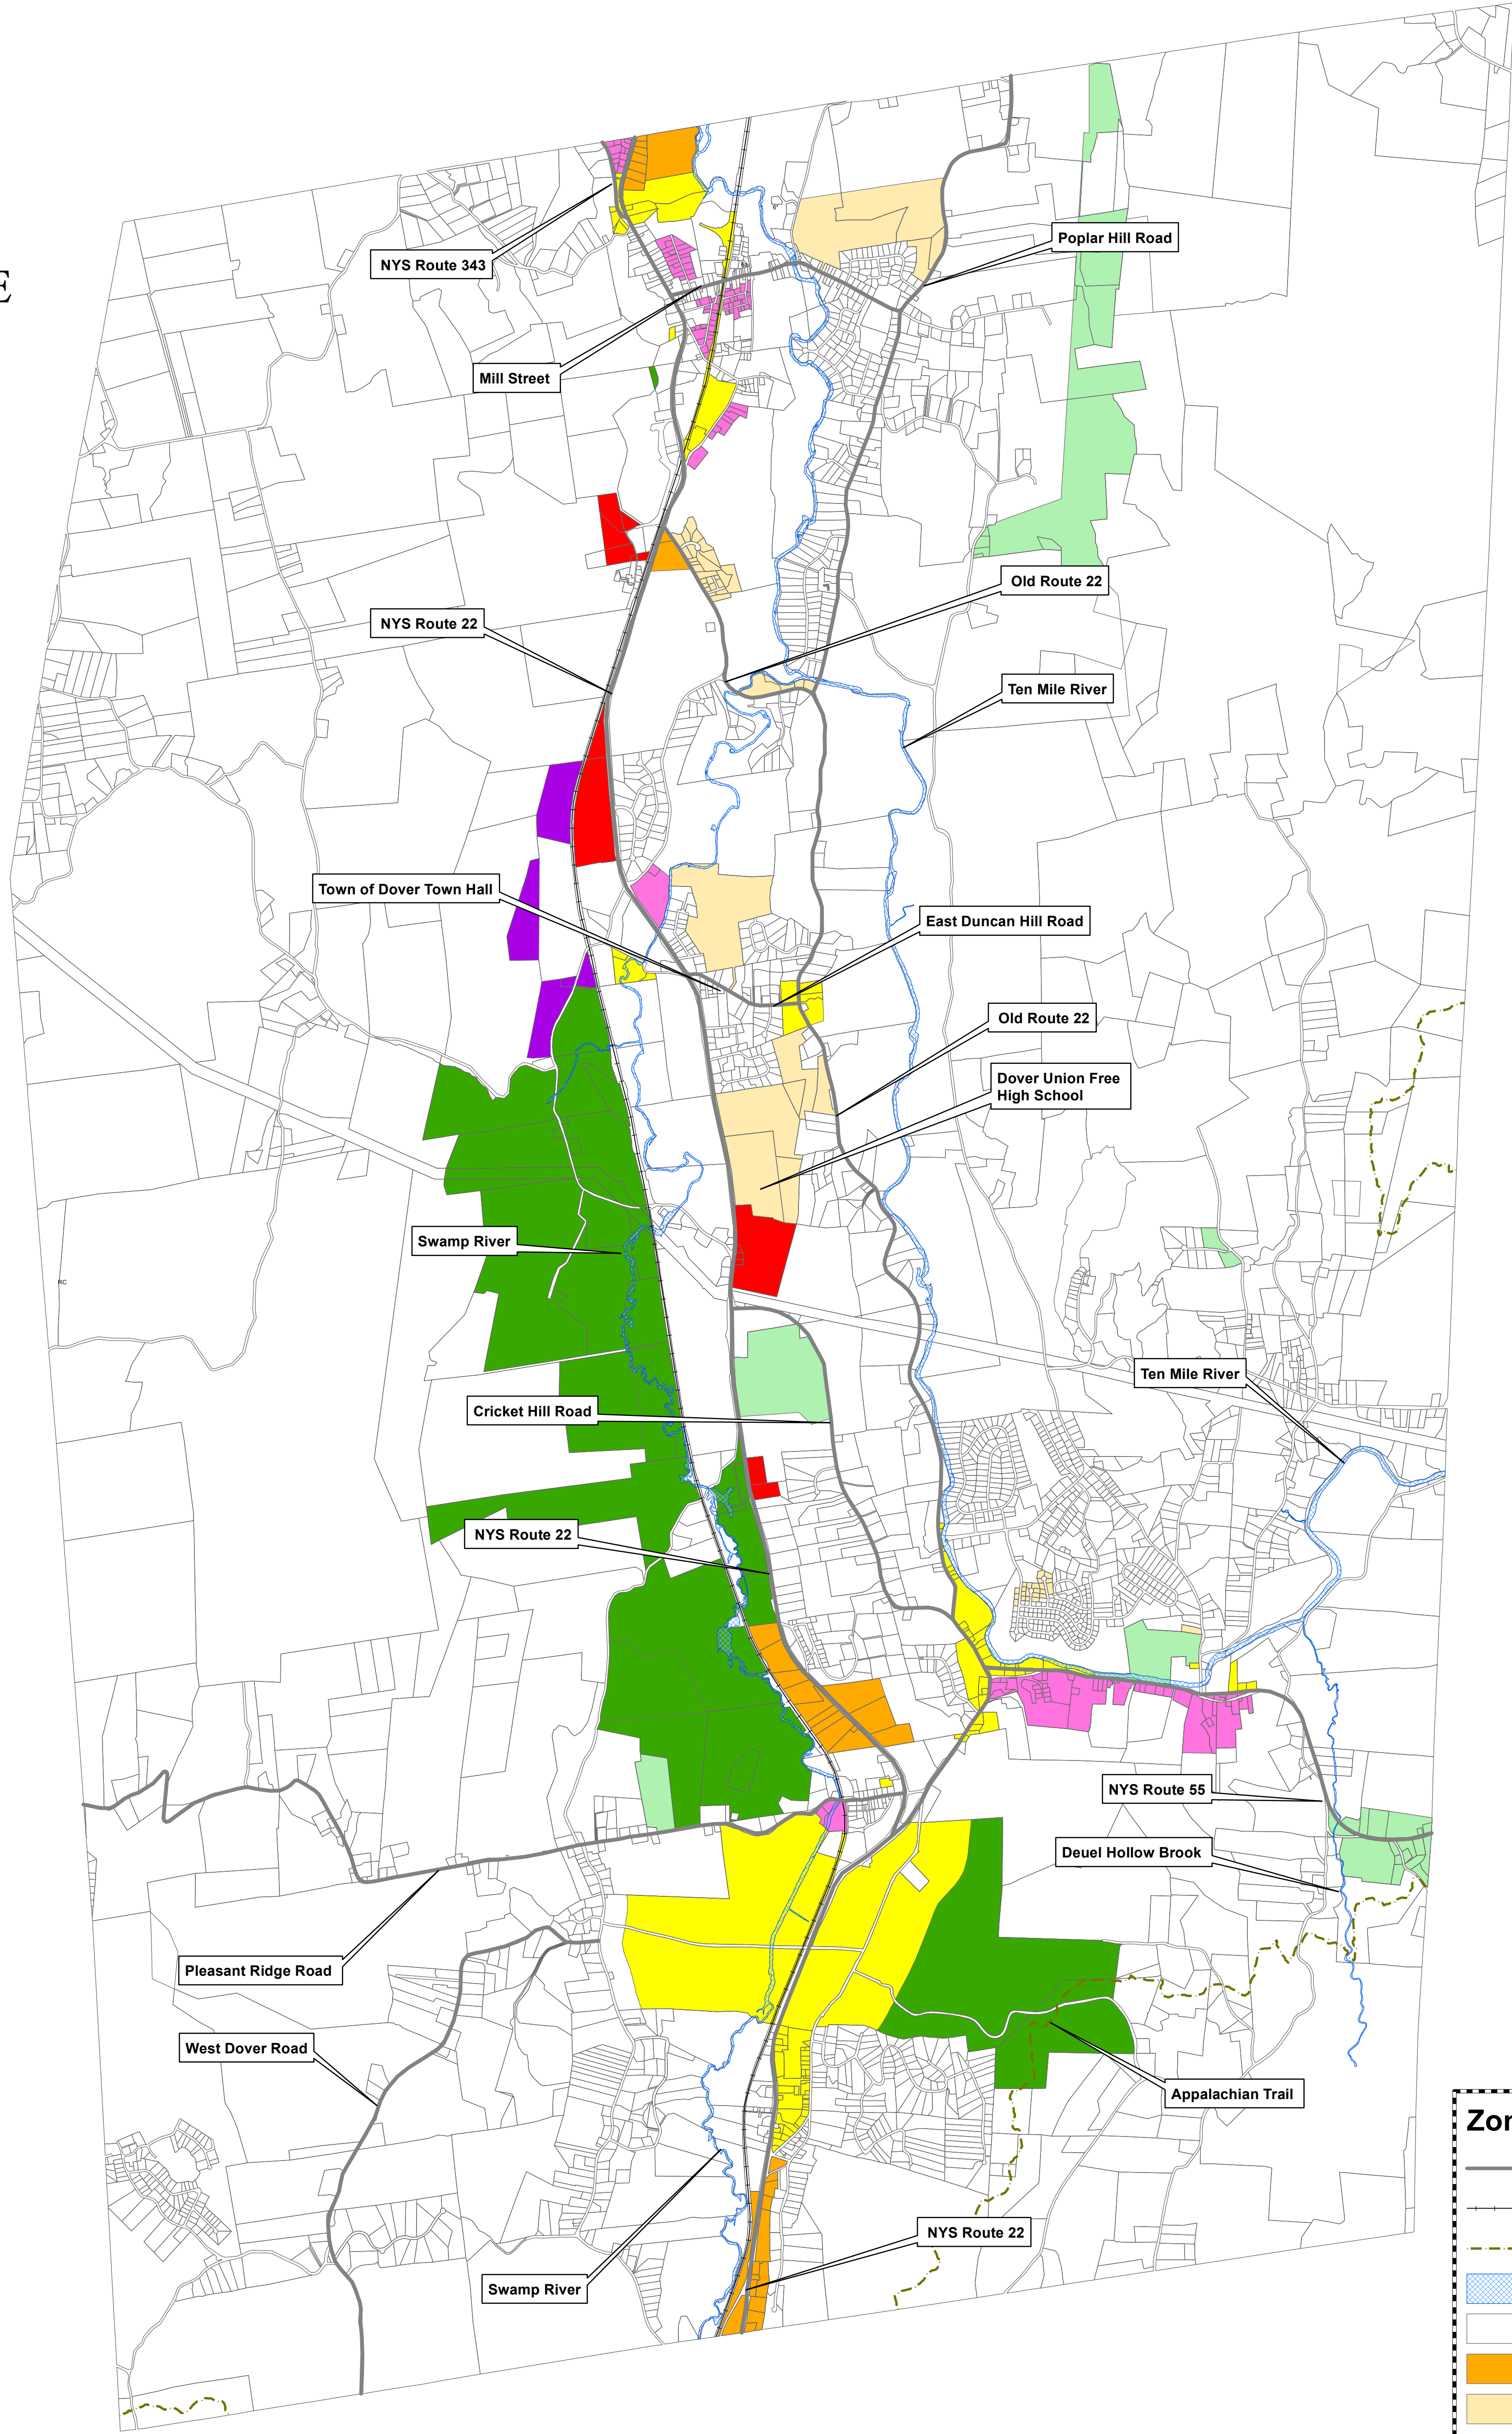 E
NYS Route 343
Poplar Hill Road
Mill Street
Old Route 22
NYS Route 22
Ten Mile River
Town of Dover Town Hall
East Duncan Hill Road
Old Route 22
Dover Union Free
High School
Swamp River
RC
Ten Mile River
Cricket Hill Road
NYS Route 22
NYS Route 55
Deuel Hollow Brook
Pleasant Ridge Road
West Dover Road
Appalachian Trail
Zon
NYS Route 22
Swamp River